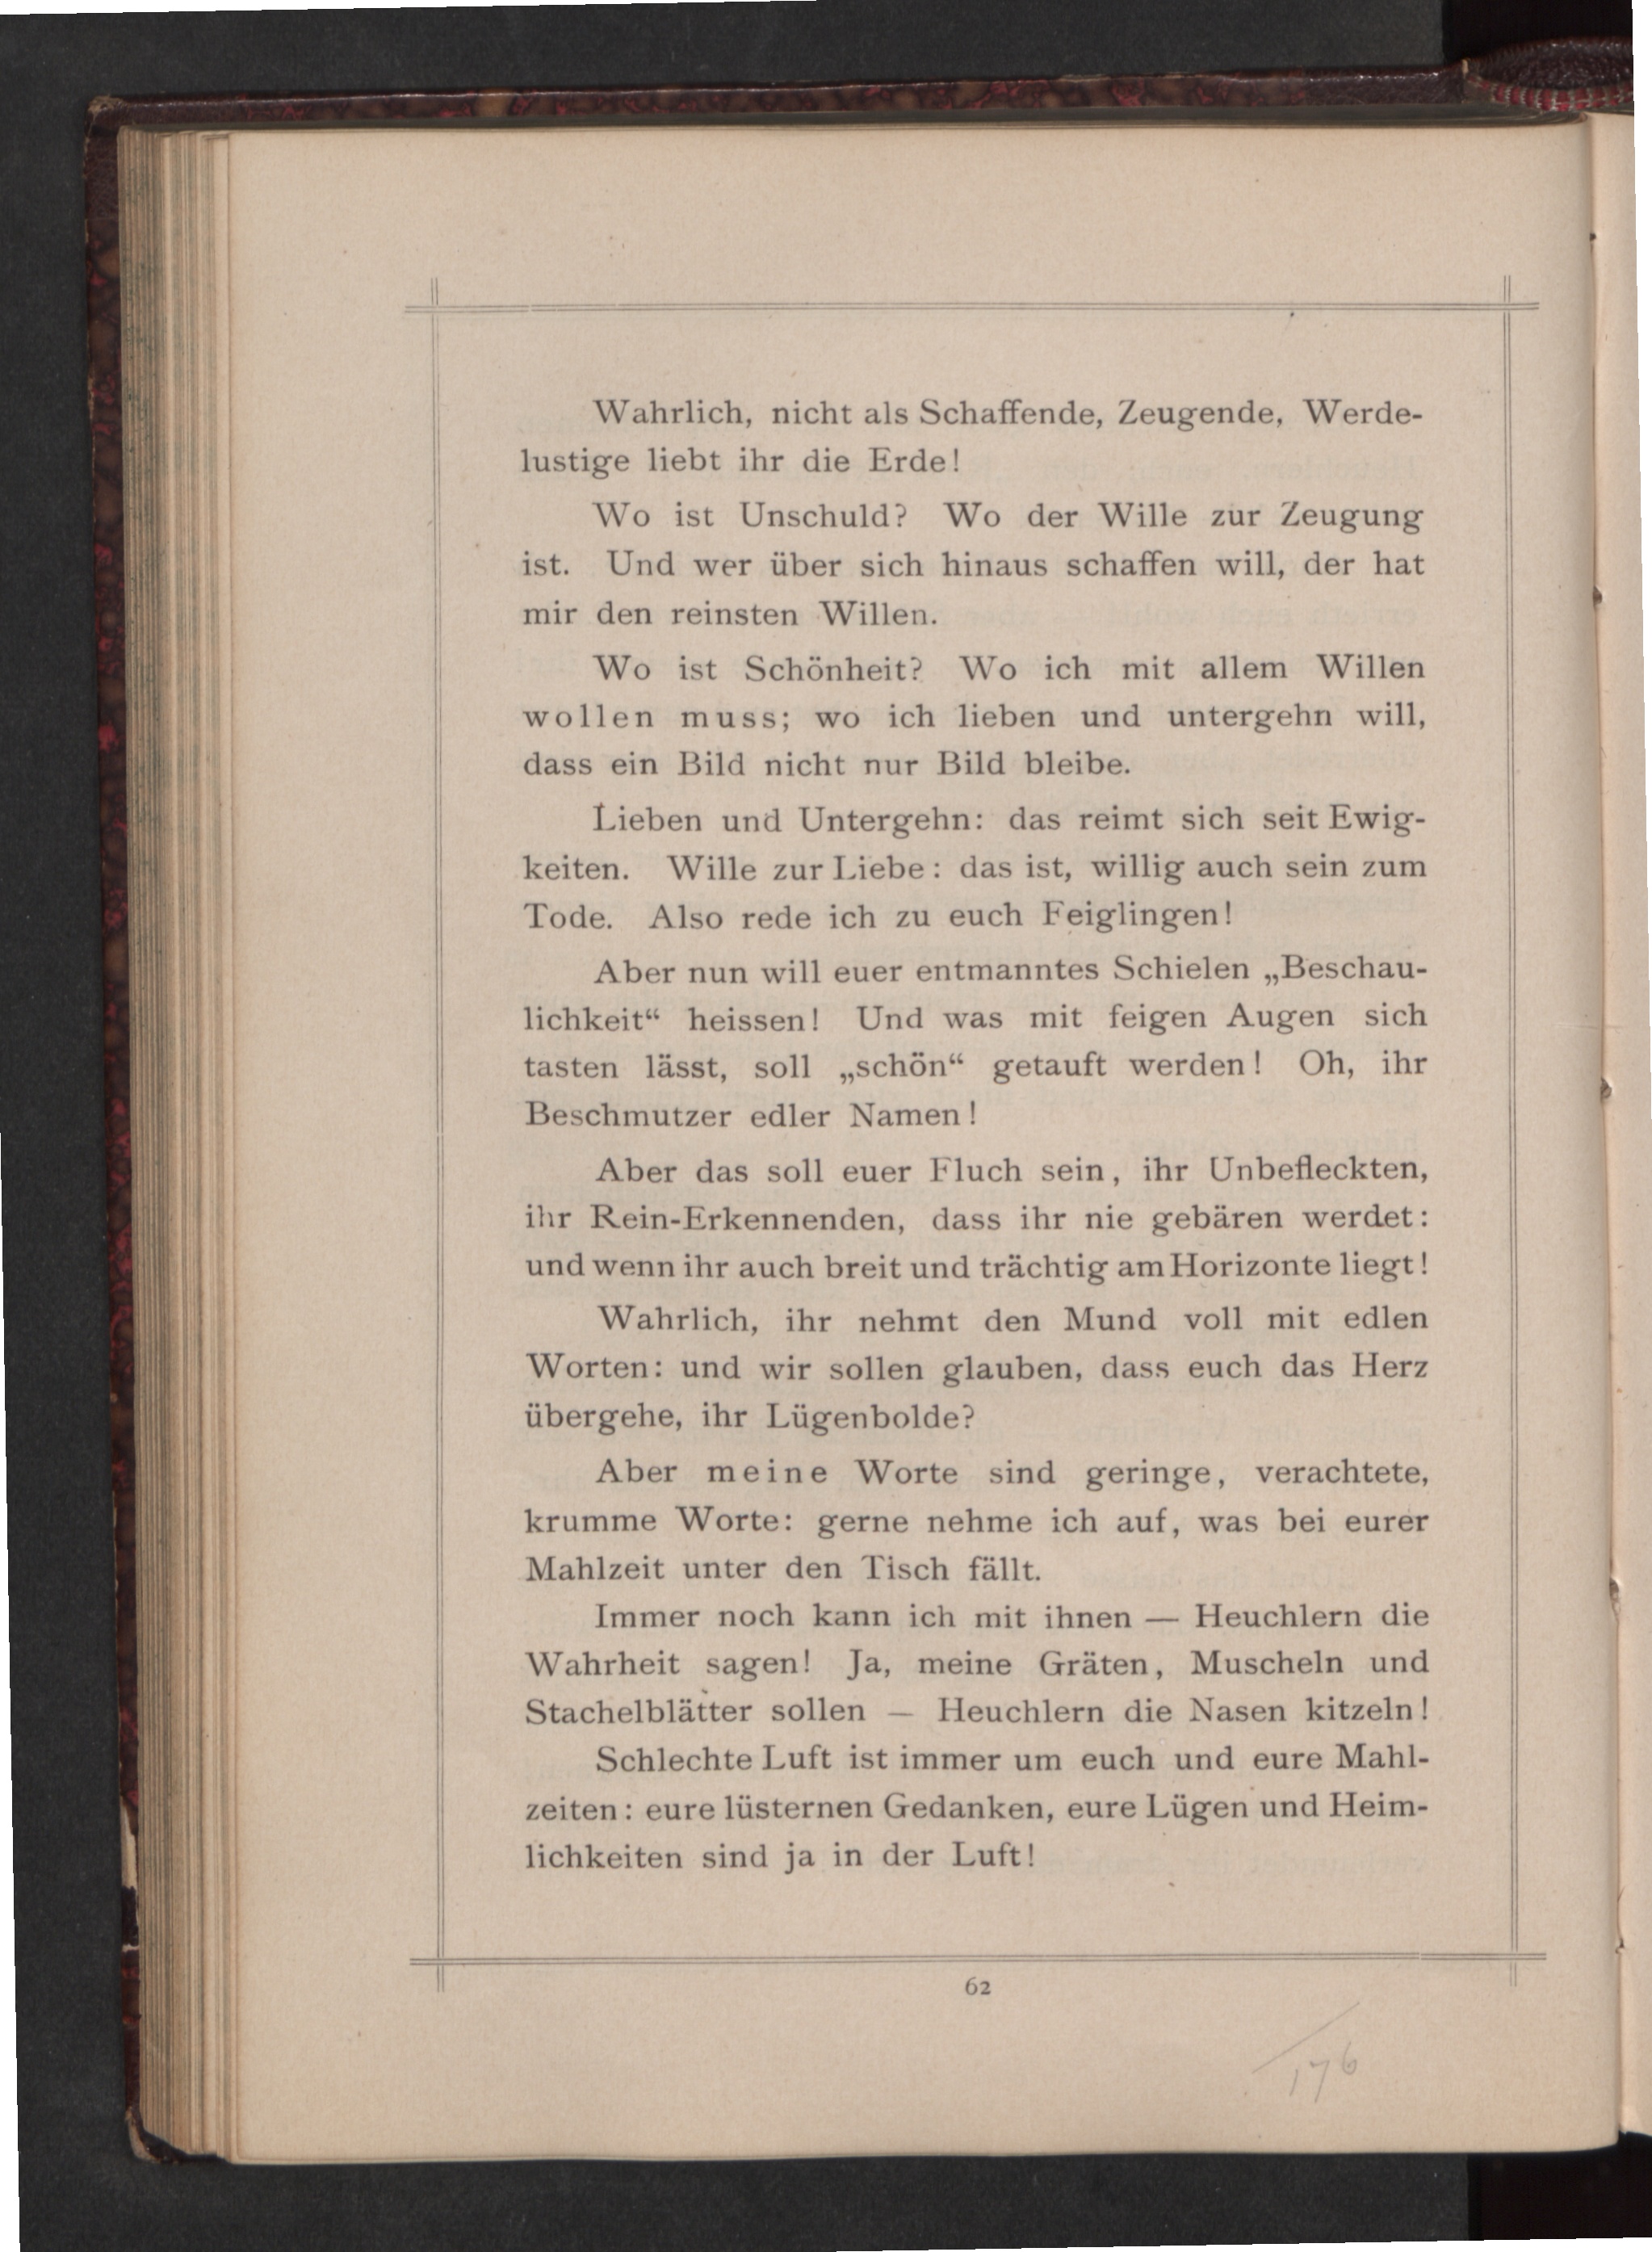 Wahrlich, nicht als Schaffende, Zeugende, Werde-
lustige liebt ihr die Erde!
Wo ist Unschuld? Wo der Wille zur Zeugung
ist. Und wer über sich hinaus schaffen will, der hat
mir den reinsten Willen.
Wo ist Schönheit? Wo ich mit allem Willen
wollen muss; wo ich lieben und untergehn will,
dass ein Bild nicht nur Bild bleibe.
Lieben und Untergehn: das reimt sich seit Ewig-
keiten. Wille zur Liebe: das ist, willig auch sein zum
Tode. Also rede ich zu euch Feiglingen!
Aber nun will euer entmanntes Schielen „Beschau-
lichkeit“ heissen! Und was mit feigen Augen sich
tasten lässt, soll „schön“ getauft werden! Oh, ihr
Beschmutzer edler Namen!
Aber das soll euer Fluch sein, ihr Unbefleckten,
ihr Rein-Erkennenden, dass ihr nie gebären werdet:
und wenn ihr auch breit und trächtig am Horizonte liegt!
Wahrlich, ihr nehmt den Mund voll mit edlen
Worten: und wir sollen glauben, dass euch das Herz
übergehe, ihr Lügenbolde?
Aber meine Worte sind geringe, verachtete,
krumme Worte: gerne nehme ich auf, was bei eurer
Mahlzeit unter den Tisch fällt.
Immer noch kann ich mit ihnen — Heuchlern die
Wahrheit sagen! Ja, meine Gräten, Muscheln und
Stachelblätter sollen — Heuchlern die Nasen kitzeln!
Schlechte Luft ist immer um euch und eure Mahl-
zeiten: eure lüsternen Gedanken, eure Lügen und Heim-
lichkeiten sind ja in der Luft!
62
176